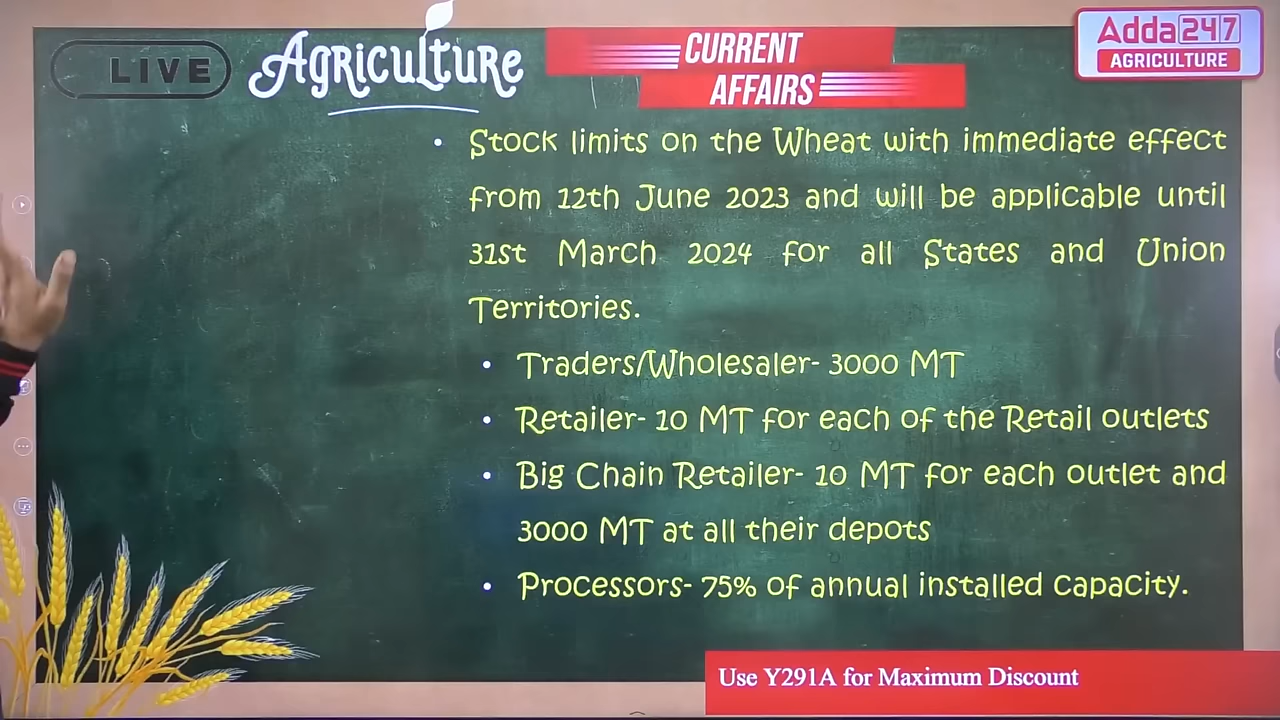 LIVE
AGRICULTURE
CURRENT
AFFAIRS
Adda247
AGRICULTURE
• Stock limits on the Wheat with immediate effect
from 12th June 2023 and will be applicable until
31st March 2024 for all States and Union
Territories.
• Traders/Wholesaler- 3000 MT
• Retailer- 10 MT for each of the Retail outlets
• Big Chain Retailer- 10 MT for each outlet and
3000 MT at all their depots
• Processors- 75% of annual installed capacity.
Use Y291A for Maximum Discount